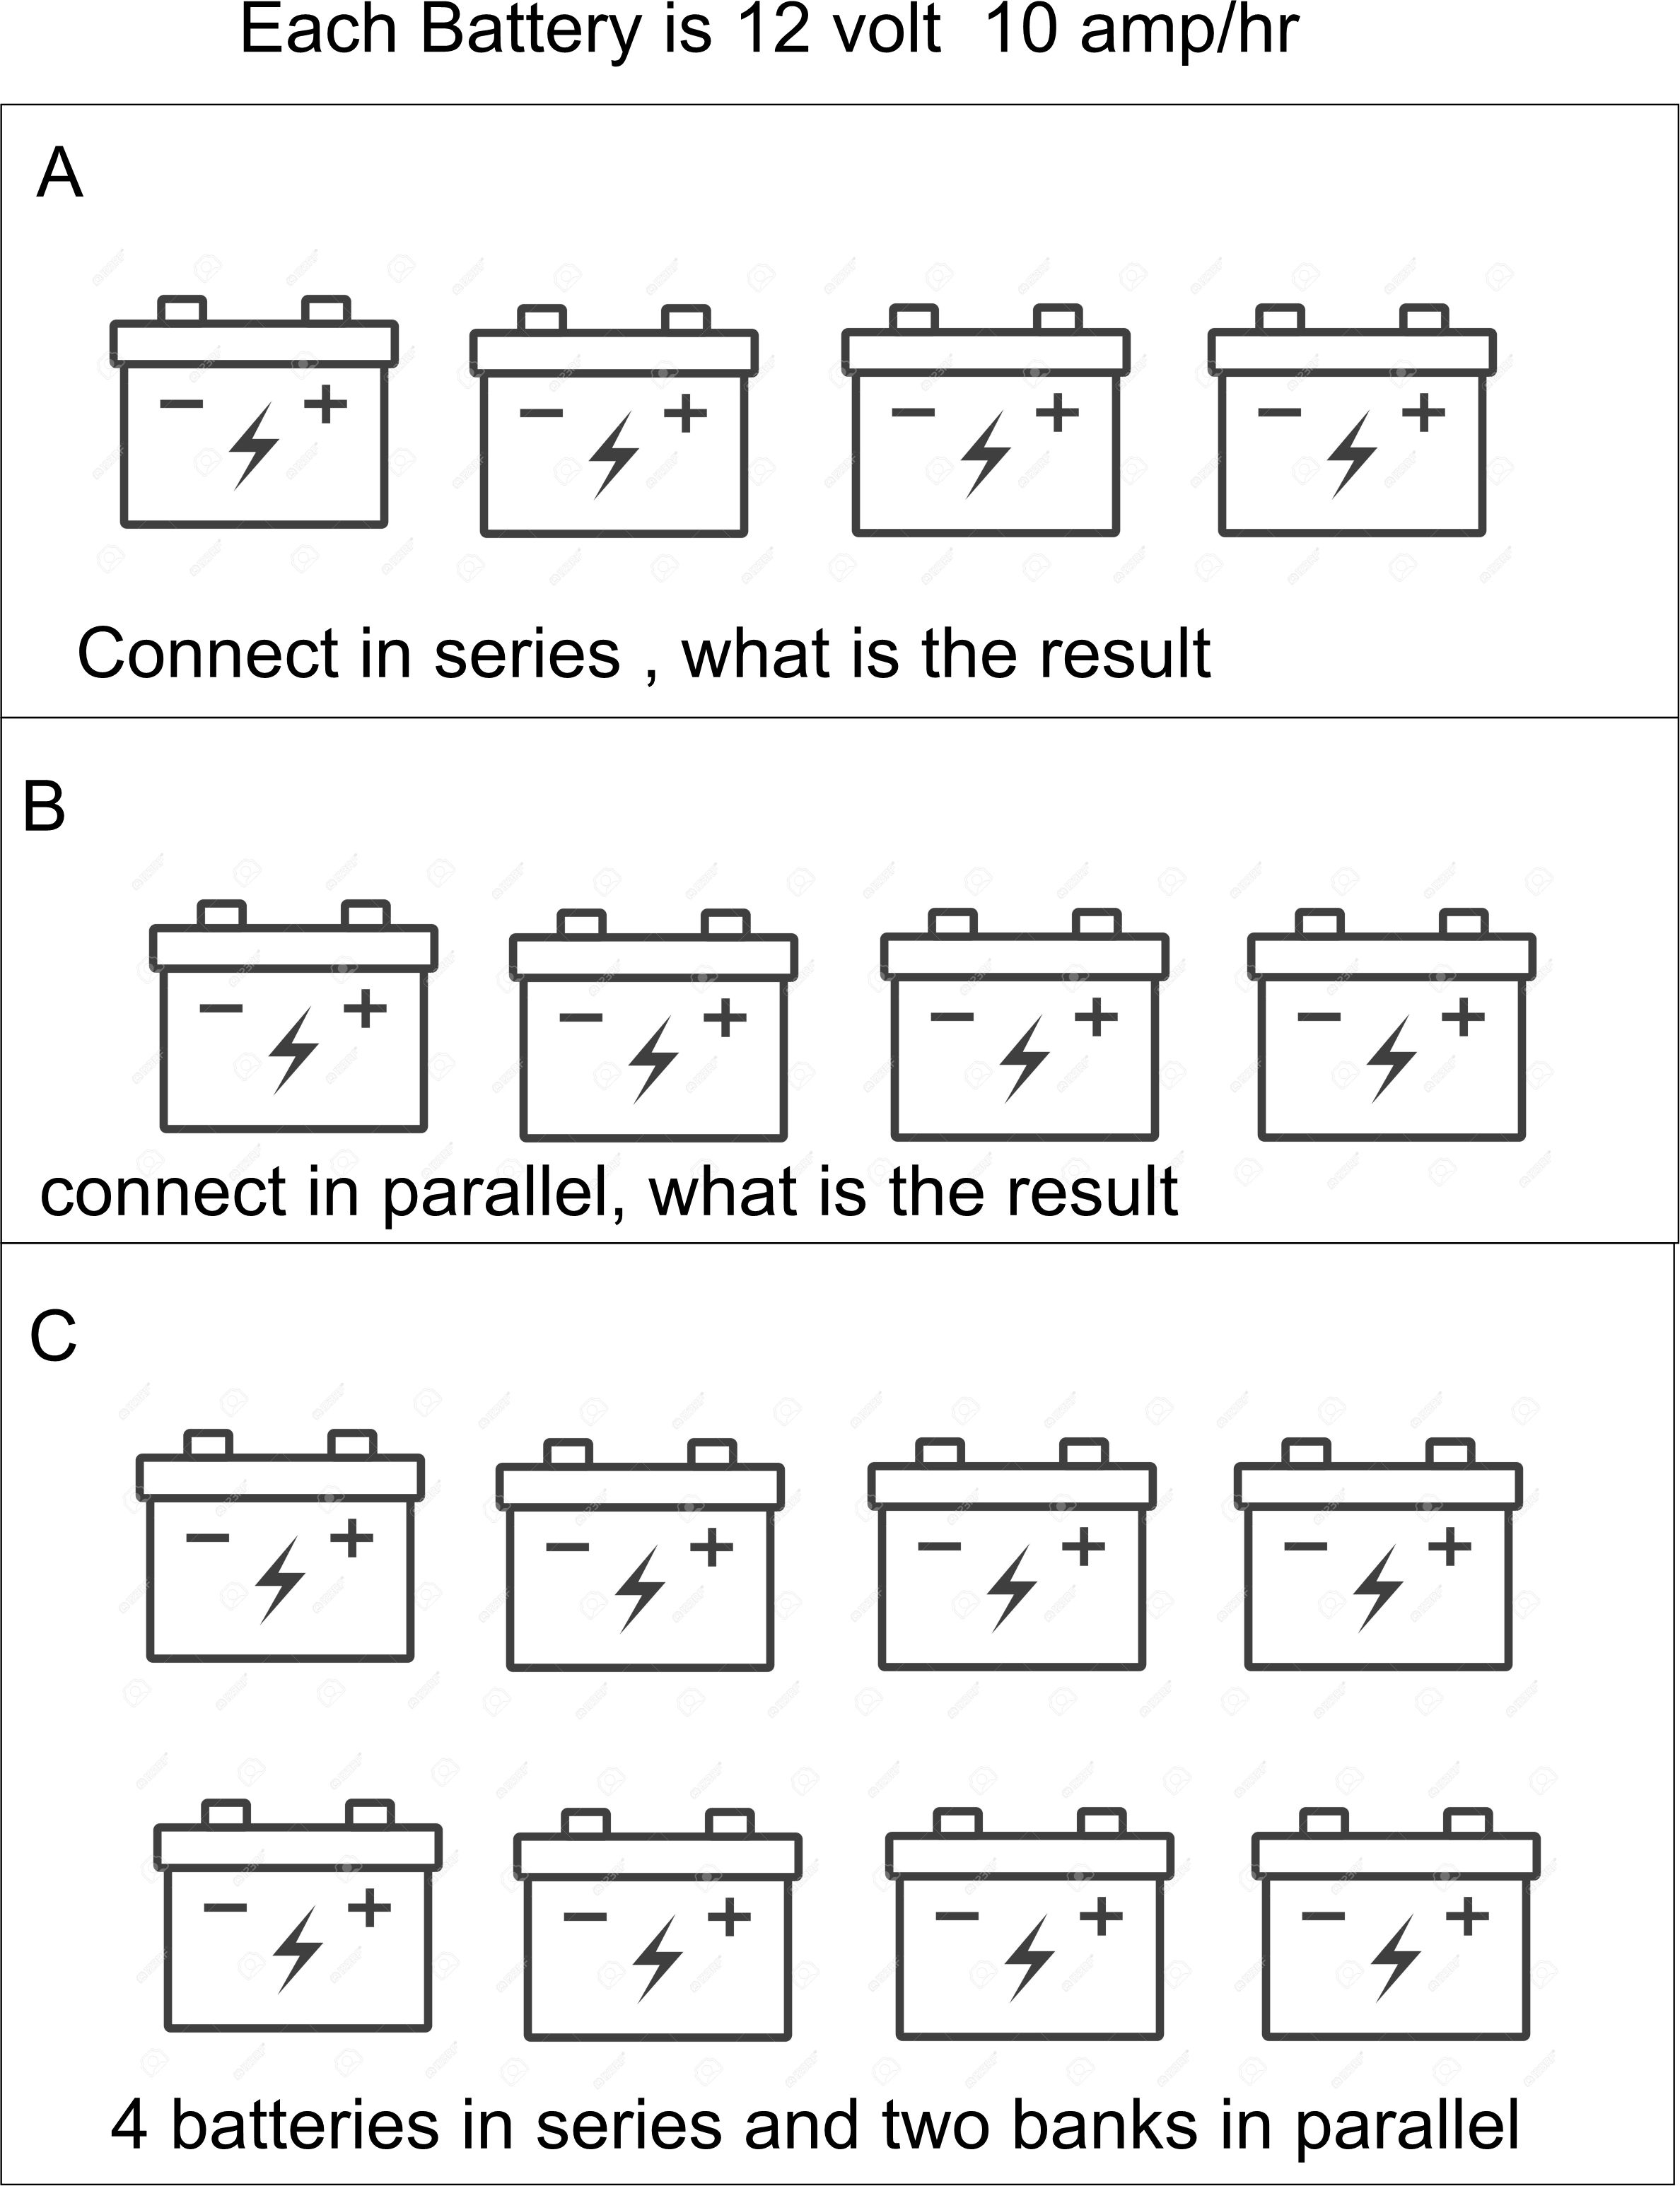 Each Battery is 12 volt 10 amp/hr
A
Connect in series , what is the result
B
connect in parallel, what is the result
C
4 batteries in series and two banks in parallel